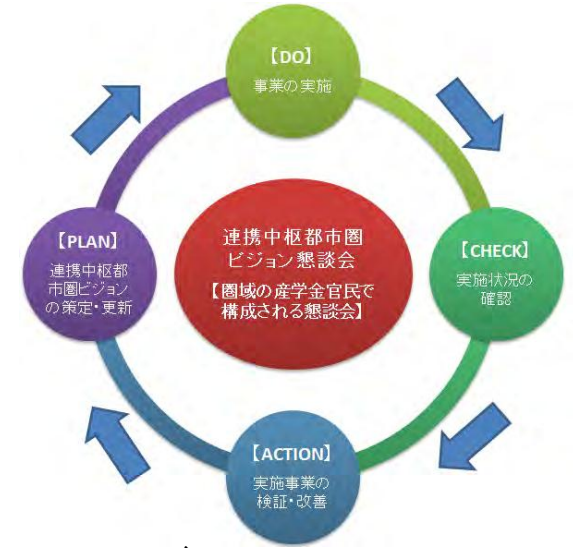 【DO】
事業の実施
【PLAN】
連携中枢都
市圏ビジョン
の策定・更新
連携中枢都市圏
ビジョン懇談会
【圏域の産学金官民で
構成される懇談会】
【CHECK】
実施状況の
確認
【ACTION】
実施事業の
検証・改善